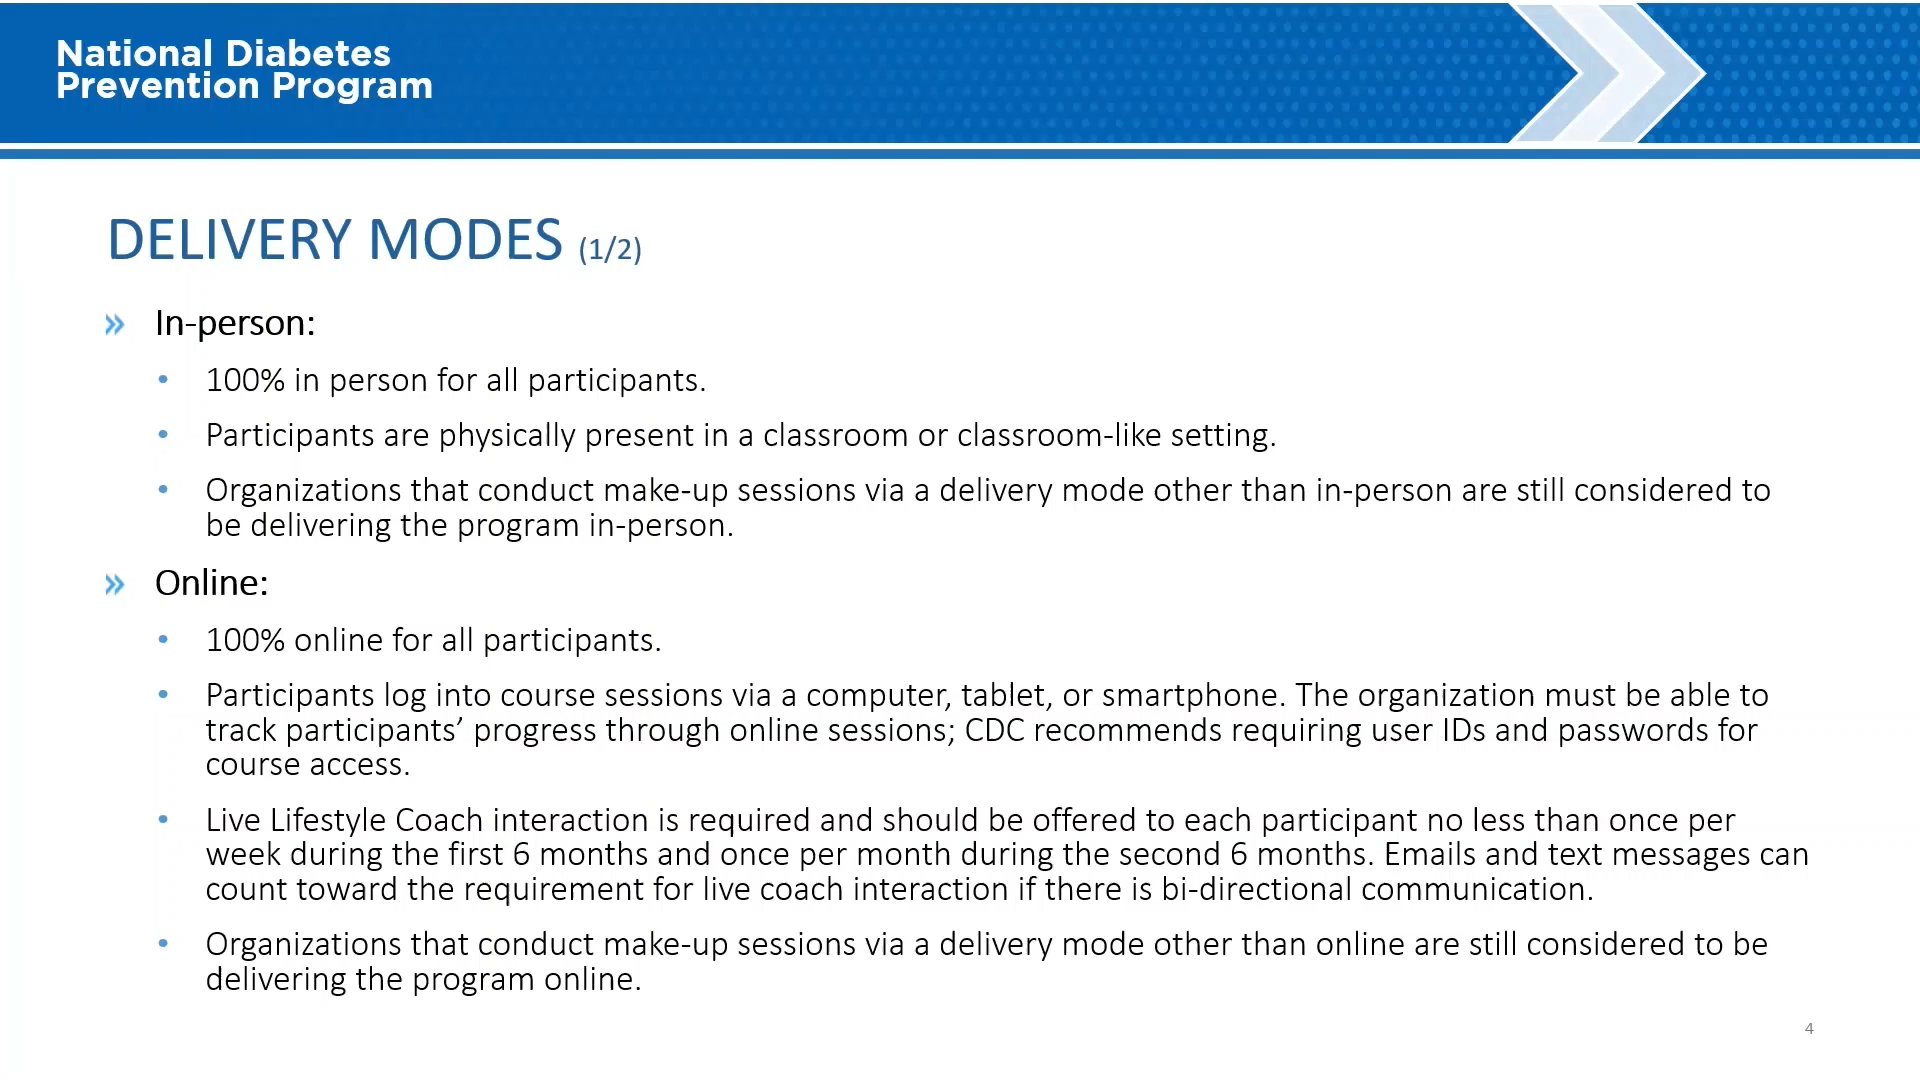 National Diabetes
Prevention Program
DELIVERY MODES (1/2)
» In-person:
• 100% in person for all participants.
• Participants are physically present in a classroom or classroom-like setting.
• Organizations that conduct make-up sessions via a delivery mode other than in-person are still considered to
be delivering the program in-person.
» Online:
• 100% online for all participants.
• Participants log into course sessions via a computer, tablet, or smartphone. The organization must be able to
track participants’ progress through online sessions; CDC recommends requiring user IDs and passwords for
course access.
• Live Lifestyle Coach interaction is required and should be offered to each participant no less than once per
week during the first 6 months and once per month during the second 6 months. Emails and text messages can
count toward the requirement for live coach interaction if there is bi-directional communication.
• Organizations that conduct make-up sessions via a delivery mode other than online are still considered to be
delivering the program online.
4